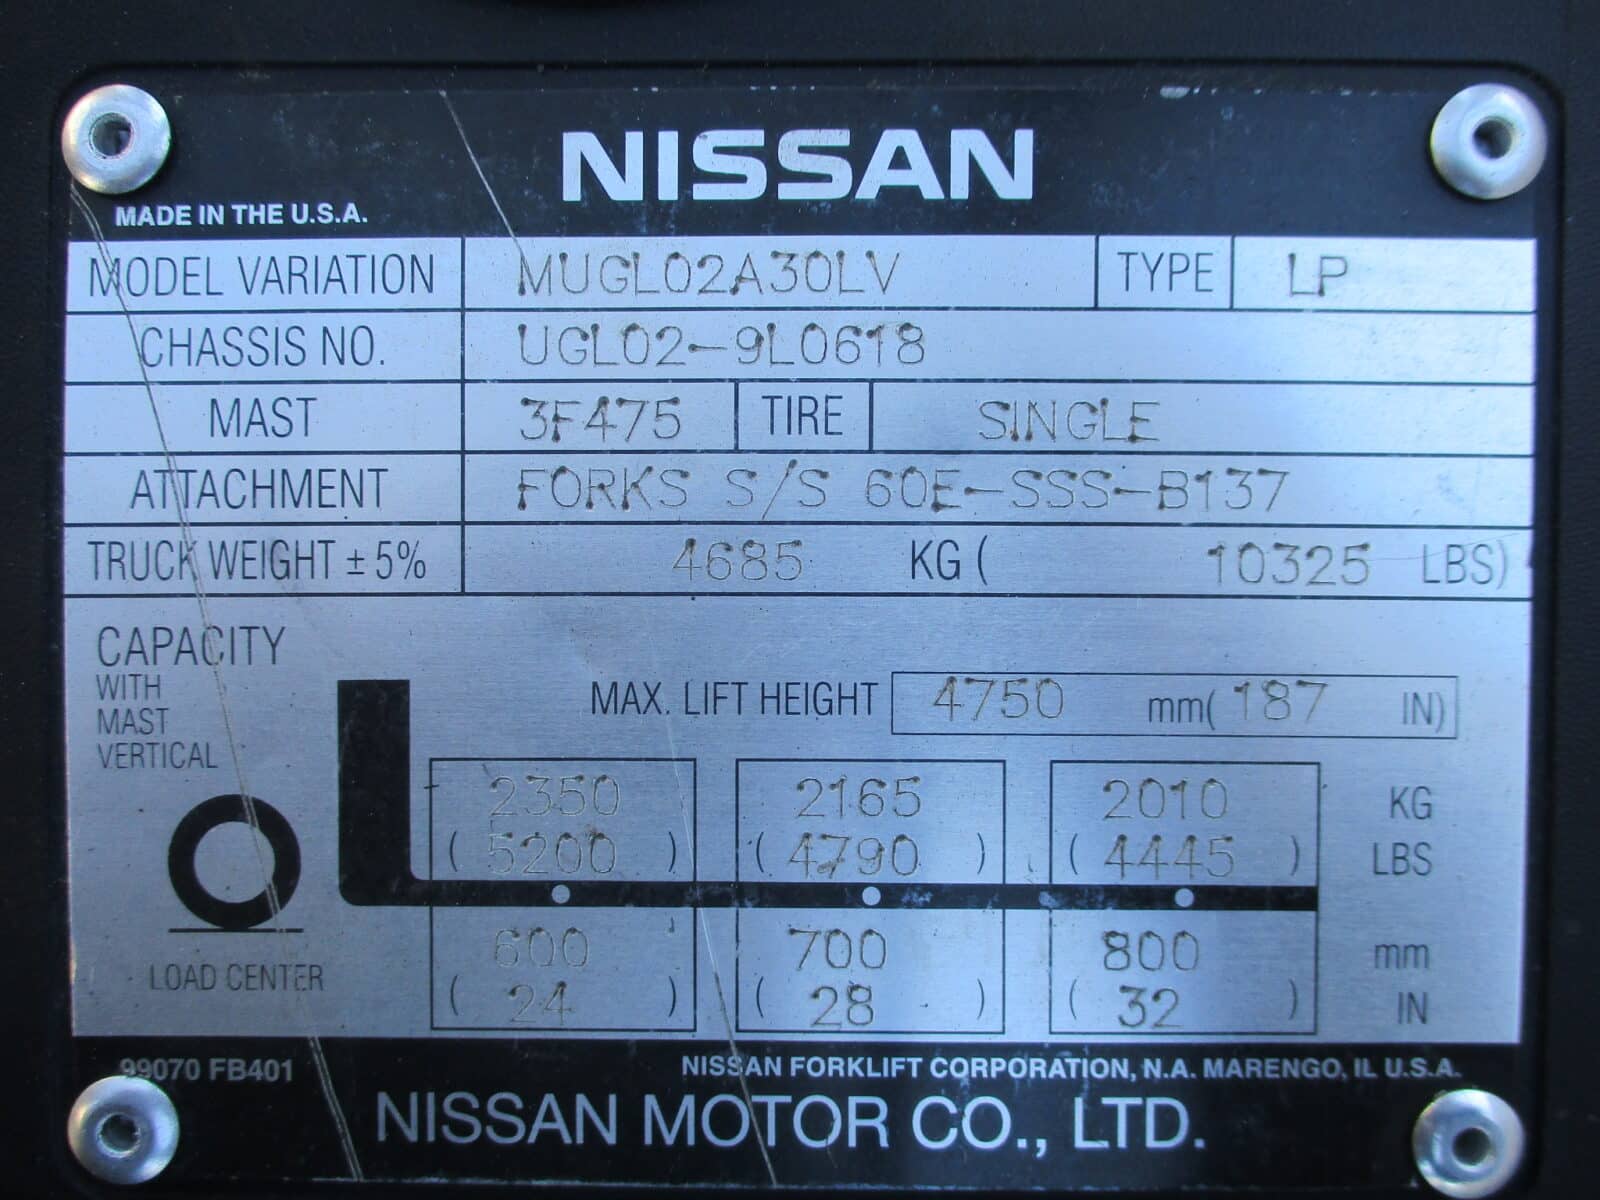 NISSAN
MADE IN THE U.S.A.
MODEL VARIATION MUGL02A30LV TYPE LP
CHASSIS NO. UGL02-9L0618
MAST 3F475 TIRE SINGLE
ATTACHMENT FORKS S/S 60E-SSS-B137
TRUCK WEIGHT ± 5% 4685 KG ( 10325 LBS)
CAPACITY
WITH
MAST
VERTICAL
MAX. LIFT HEIGHT 4750 mm( 187 IN)
2350 2165 2010 KG
( 5200 ) ( 4790 ) ( 4445 ) LBS
600 700 800 mm
LOAD CENTER
( 24 ) ( 28 ) ( 32 ) IN
99070 FB401 NISSAN FORKLIFT CORPORATION, N.A. MARENGO, IL U.S.A.
NISSAN MOTOR CO., LTD.